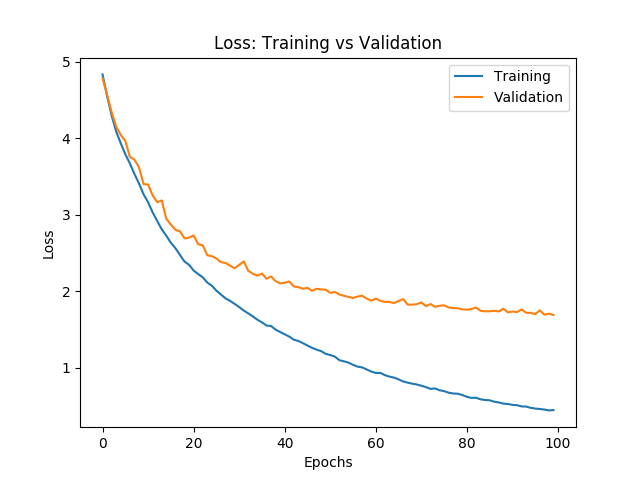 Loss: Training vs Validation
Training
Validation
5
4
3
2
1
Loss
0 20 40 60 80 100
Epochs